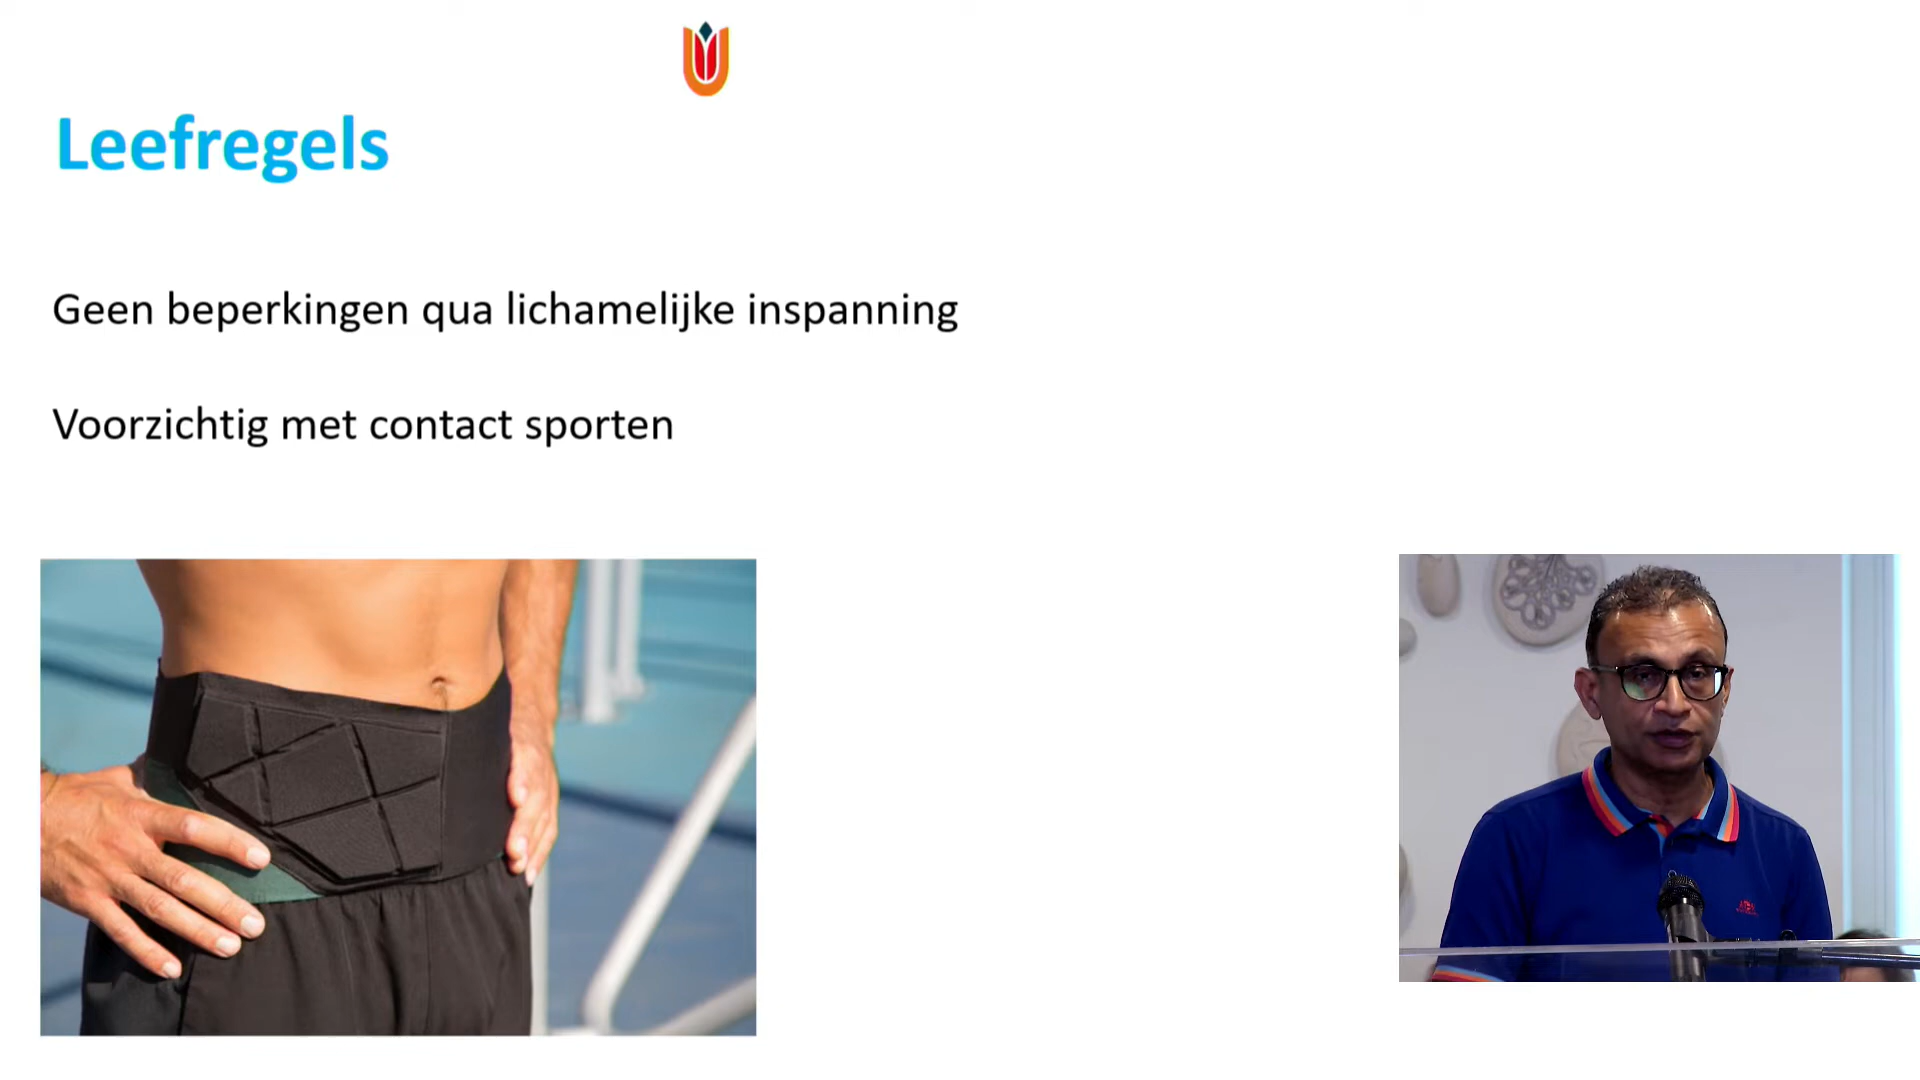 Leefregels
Geen beperkingen qua lichamelijke inspanning
Voorzichtig met contact sporten